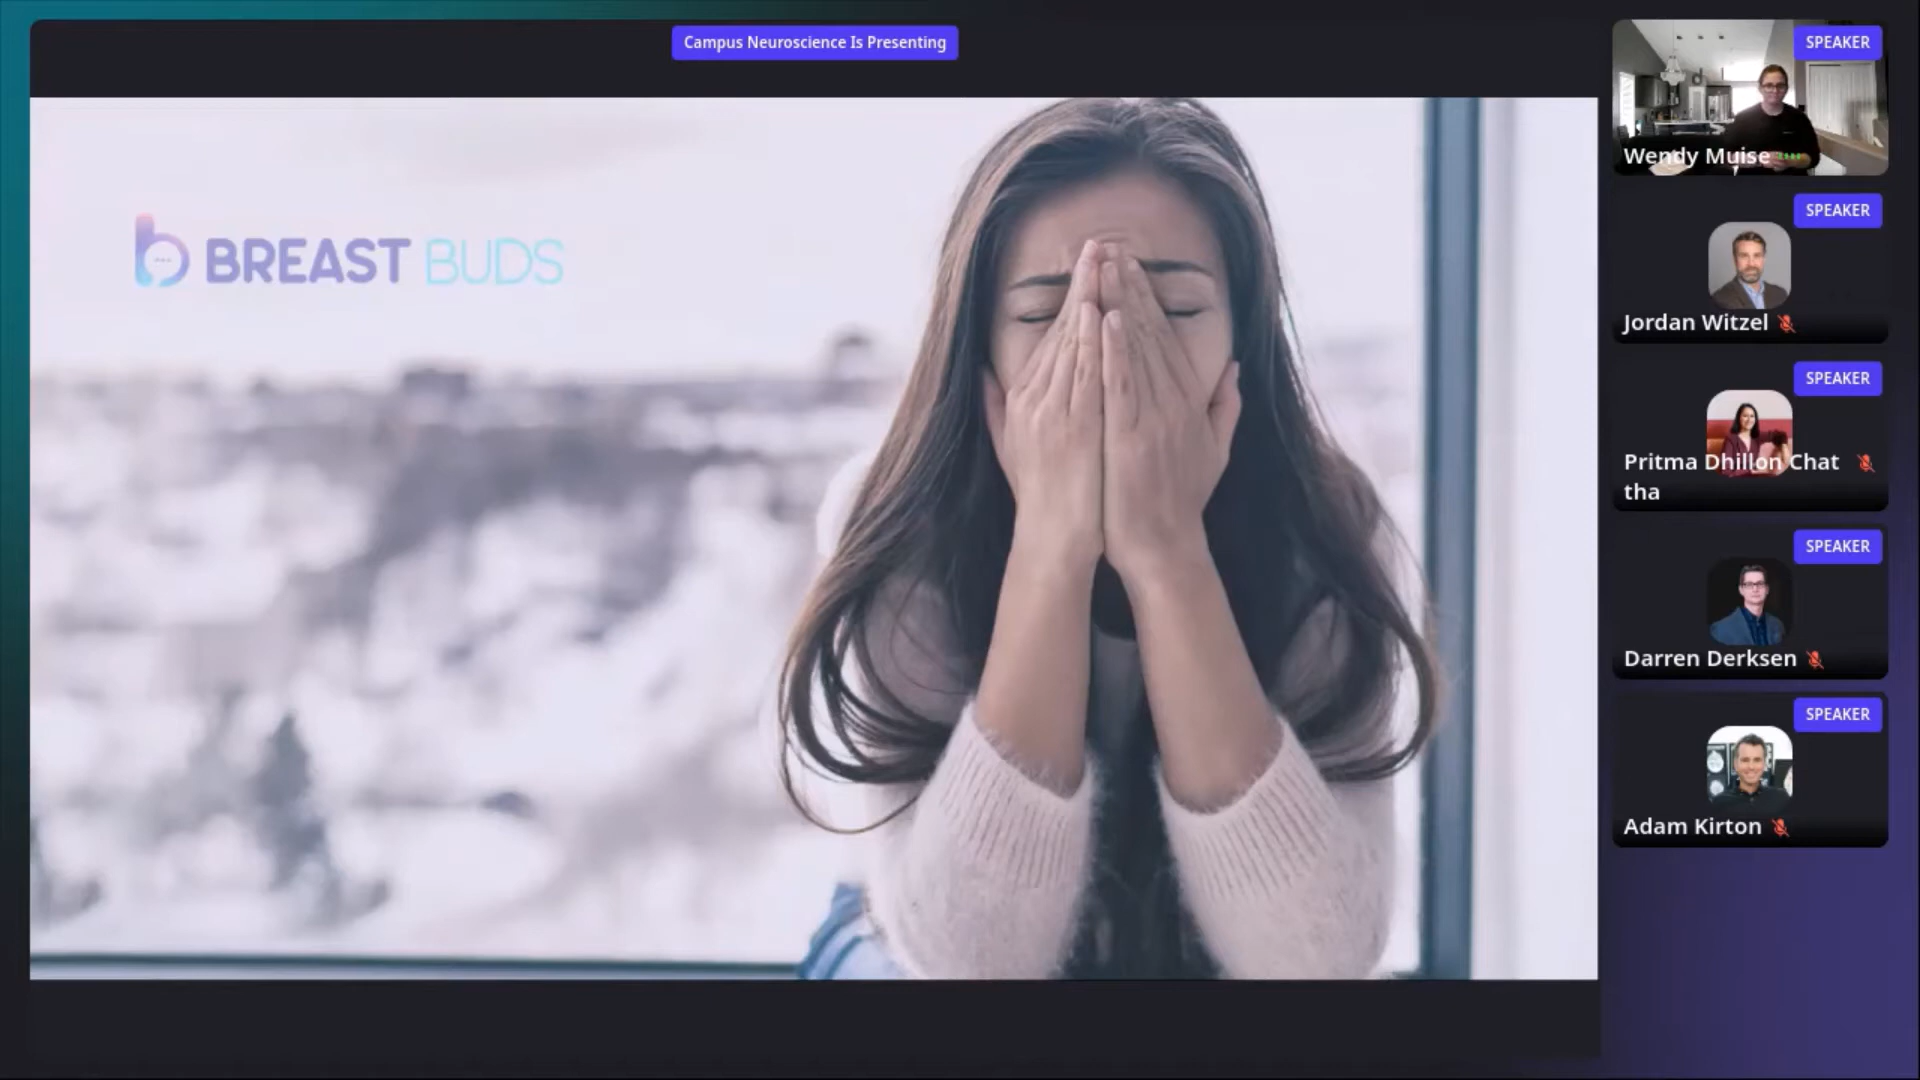 Campus Neuroscience Is Presenting
BREAST BUDS
SPEAKER
Wendy Muise
SPEAKER
Jordan Witzel
SPEAKER
Pritma Dhillon Chat
tha
SPEAKER
Darren Derksen
SPEAKER
Adam Kirton